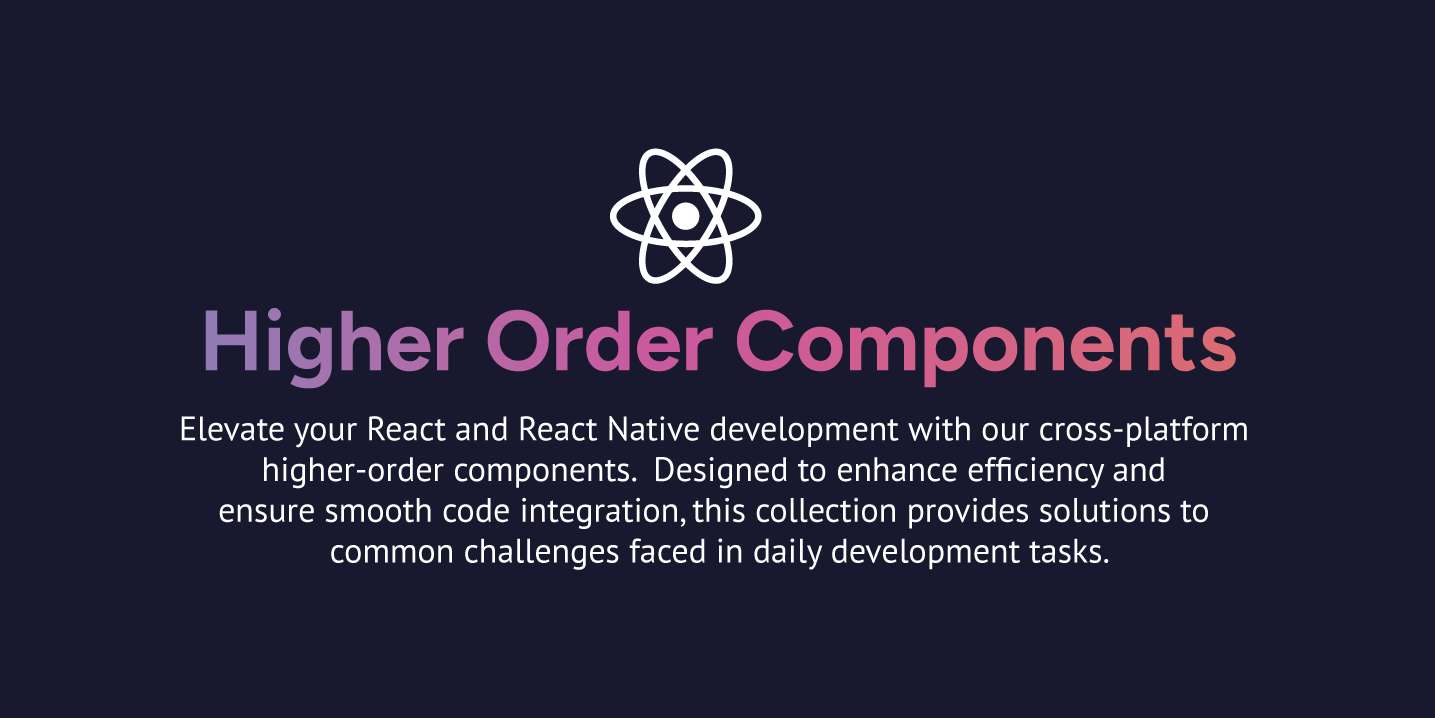 Higher Order Components
Elevate your React and React Native development with our cross-platform
higher-order components.  Designed to enhance efficiency and
ensure smooth code integration, this collection provides solutions to
common challenges faced in daily development tasks.